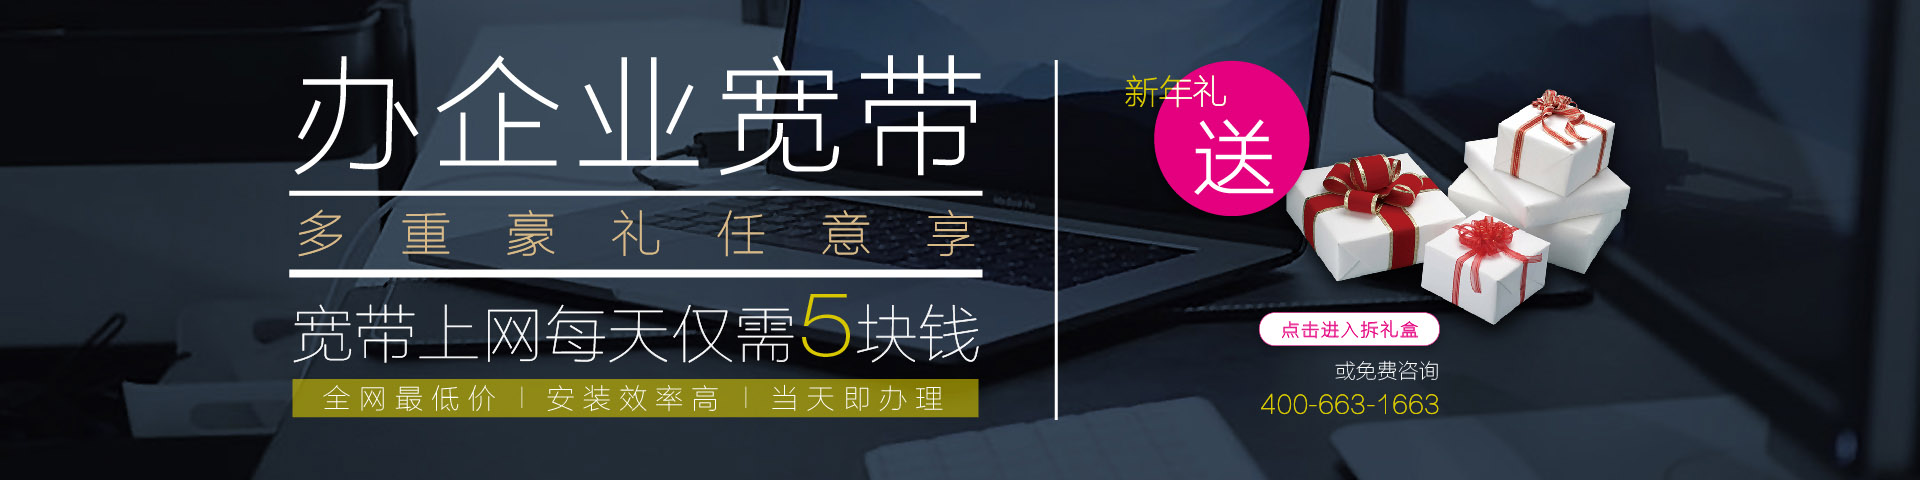 办企业宽带
多重豪礼任意享
宽带上网每天仅需5块钱
全网最低价 | 安装效率高 | 当天即办理
新年礼
送
点击进入拆礼盒
或免费咨询
400-663-1663